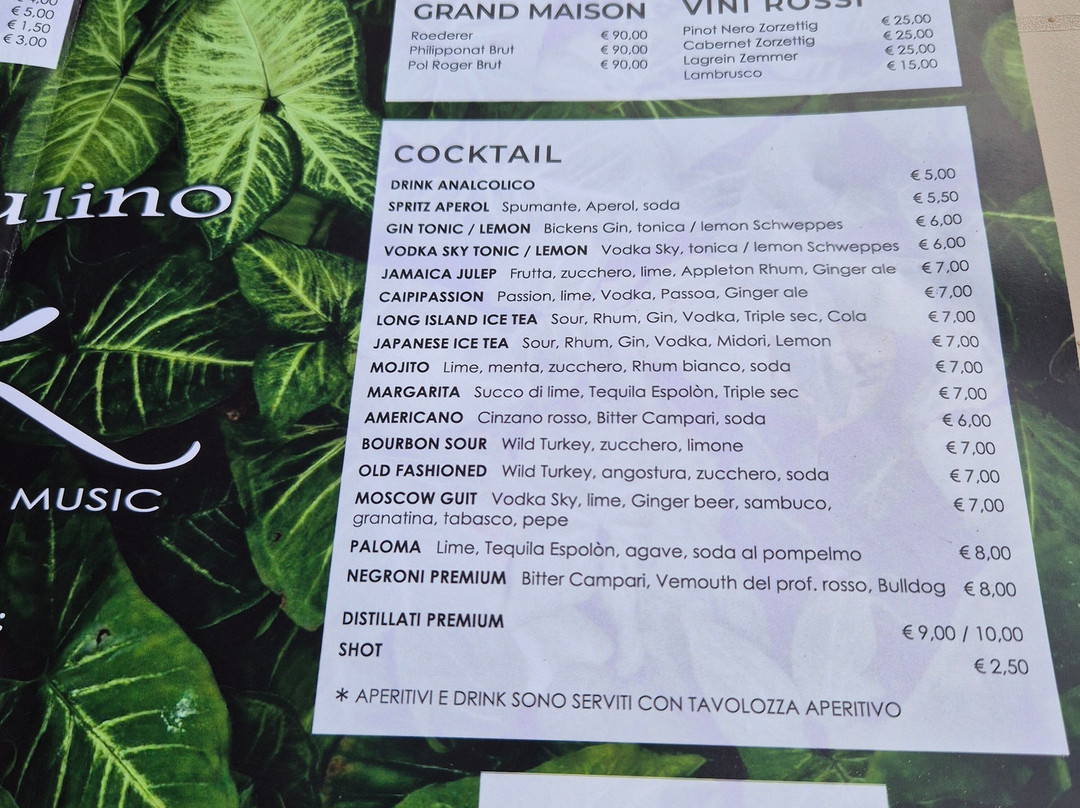 € 5,00
€ 1,50
€ 3,00
GRAND MAISON
Roederer € 90,00
Philipponat Brut € 90,00
Pol Roger Brut € 90,00
VINI ROSSI
Pinot Nero Zorzettig € 25,00
Cabernet Zorzettig € 25,00
Lagrein Zemmer € 25,00
Lambrusco € 15,00
ulino
MUSIC
COCKTAIL
DRINK ANALCOLICO € 5,00
SPRITZ APEROL Spumante, Aperol, soda € 5,50
GIN TONIC / LEMON Bickens Gin, tonica / lemon Schweppes € 6,00
VODKA SKY TONIC / LEMON Vodka Sky, tonica / lemon Schweppes € 6,00
JAMAICA JULEP Frutta, zucchero, lime, Appleton Rhum, Ginger ale € 7,00
CAIPIPASSION Passion, lime, Vodka, Passoa, Ginger ale € 7,00
LONG ISLAND ICE TEA Sour, Rhum, Gin, Vodka, Triple sec, Cola € 7,00
JAPANESE ICE TEA Sour, Rhum, Gin, Vodka, Midori, Lemon € 7,00
MOJITO Lime, menta, zucchero, Rhum bianco, soda € 7,00
MARGARITA Succo di lime, Tequila Espolòn, Triple sec € 7,00
AMERICANO Cinzano rosso, Bitter Campari, soda € 6,00
BOURBON SOUR Wild Turkey, zucchero, limone € 7,00
OLD FASHIONED Wild Turkey, angostura, zucchero, soda € 7,00
MOSCOW GUIT Vodka Sky, lime, Ginger beer, sambuco, € 7,00
granatina, tabasco, pepe
PALOMA Lime, Tequila Espolòn, agave, soda al pompelmo € 8,00
NEGRONI PREMIUM Bitter Campari, Vemouth del prof. rosso, Bulldog € 8,00
DISTILLATI PREMIUM € 9,00 / 10,00
SHOT € 2,50
* APERITIVI E DRINK SONO SERVITI CON TAVOLOZZA APERITIVO